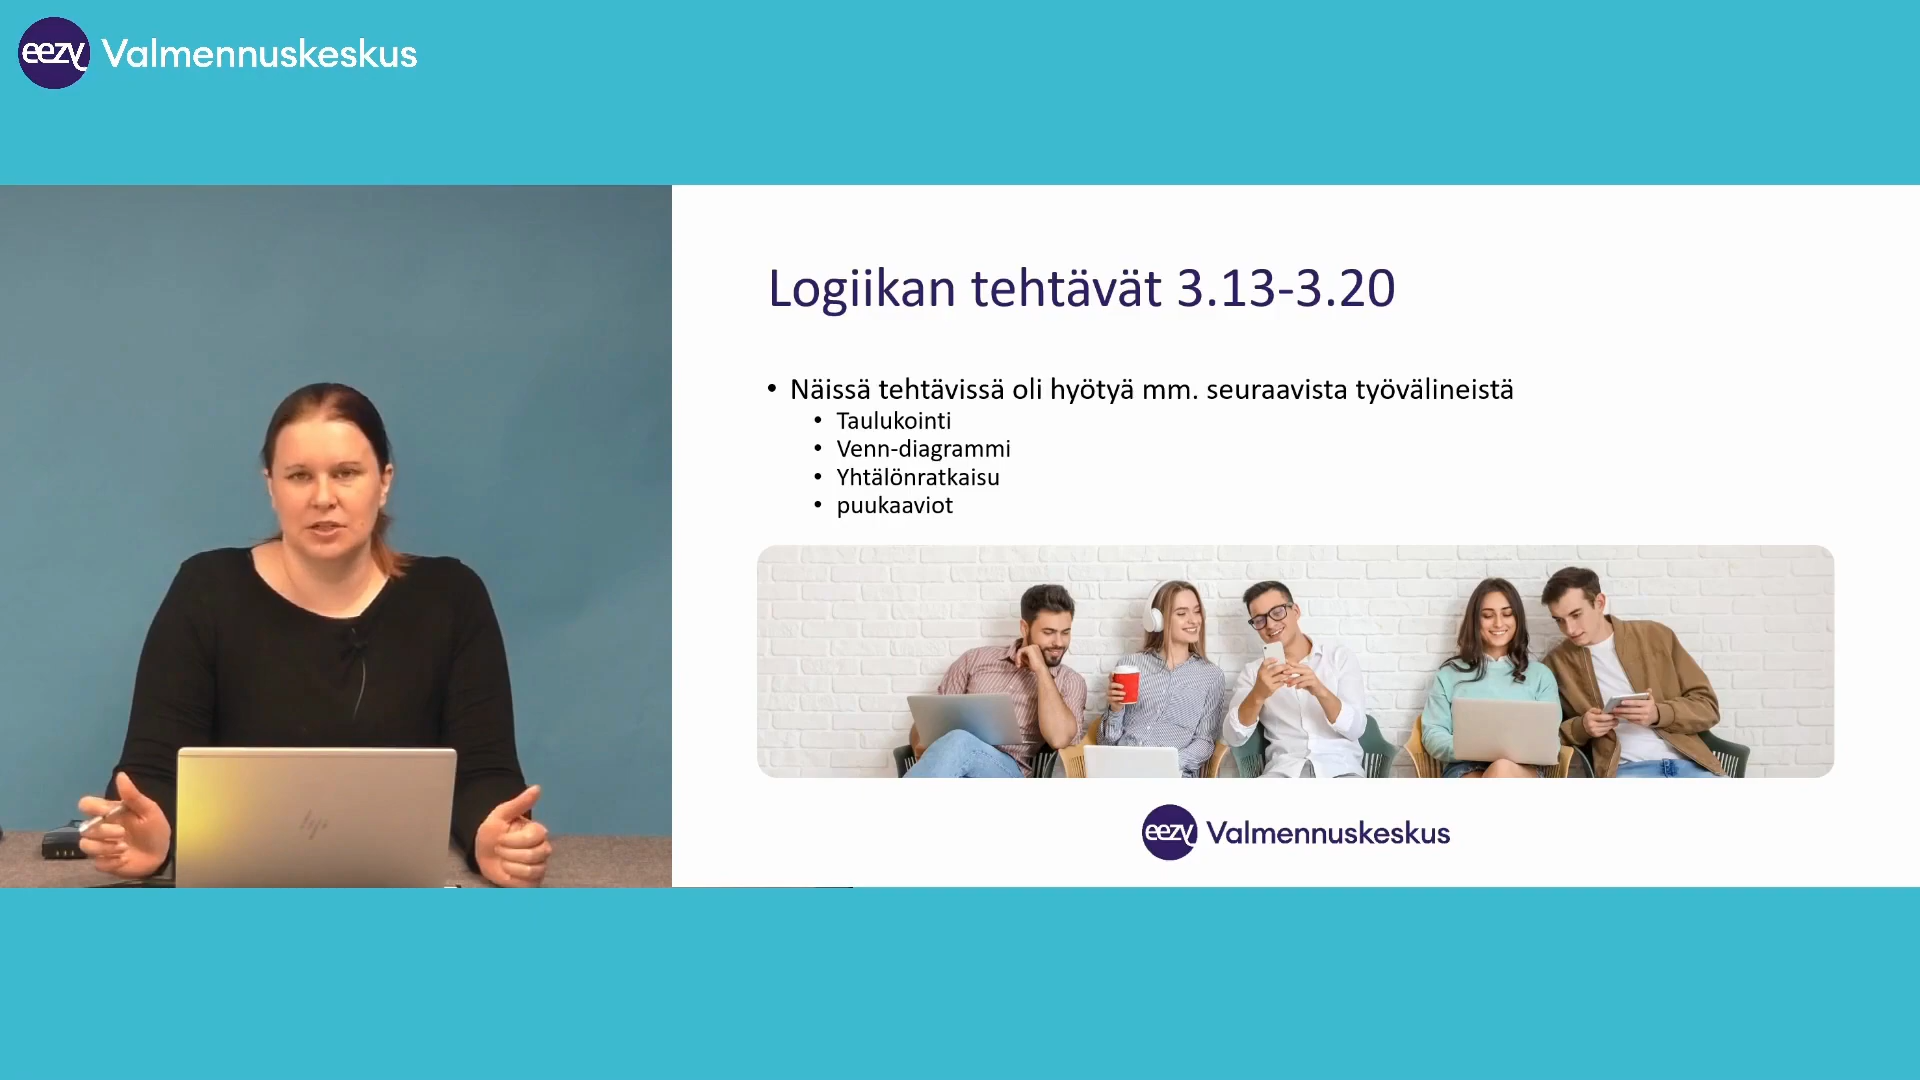 eezy Valmennuskeskus
Logiikan tehtävät 3.13-3.20
• Näissä tehtävissä oli hyötyä mm. seuraavista työvälineistä
• Taulukointi
• Venn-diagrammi
• Yhtälönratkaisu
• puukaaviot
hp
eezy Valmennuskeskus